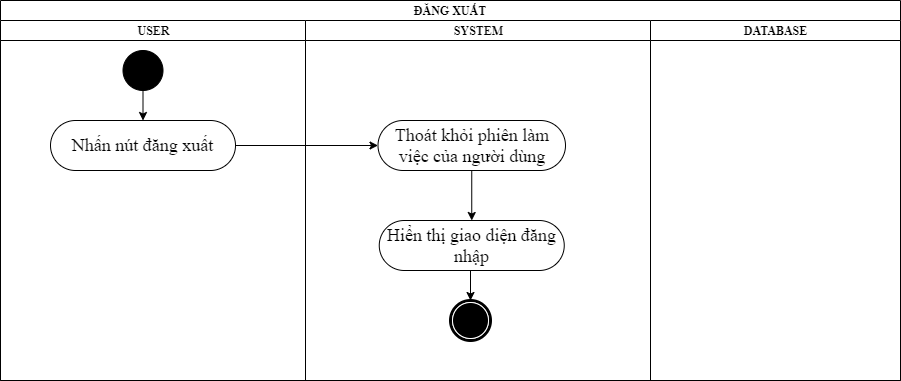 ĐĂNG XUẤT
USER
SYSTEM
DATABASE
Nhấn nút đăng xuất
Thoát khỏi phiên làm
việc của người dùng
Hiển thị giao diện đăng
nhập